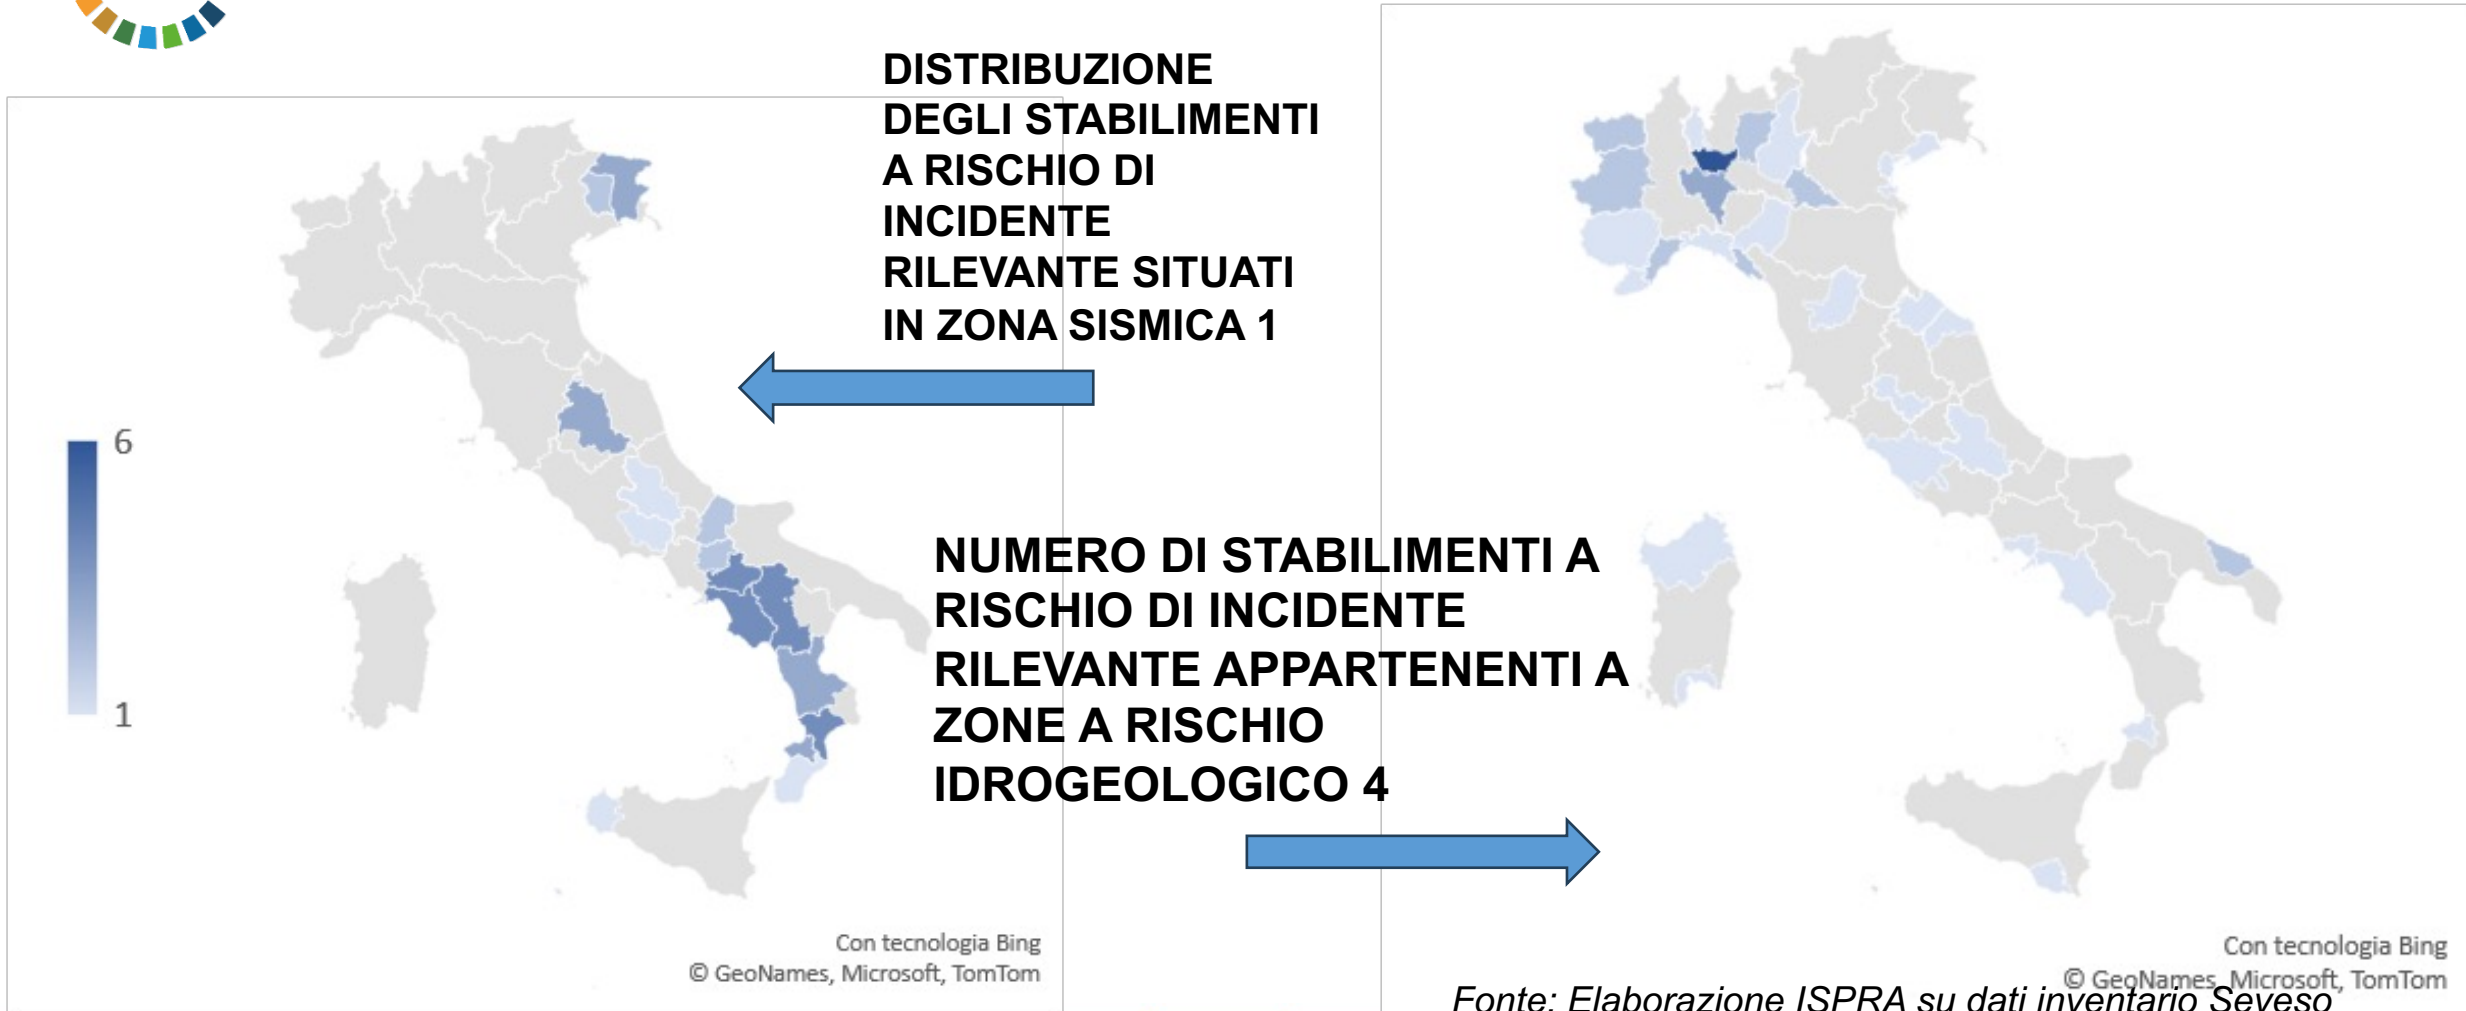 DISTRIBUZIONE
DEGLI STABILIMENTI
A RISCHIO DI
INCIDENTE
RILEVANTE SITUATI
IN ZONA SISMICA 1
6
1
NUMERO DI STABILIMENTI A
RISCHIO DI INCIDENTE
RILEVANTE APPARTENENTI A
ZONE A RISCHIO
IDROGEOLOGICO 4
Con tecnologia Bing
© GeoNames, Microsoft, TomTom
Con tecnologia Bing
© GeoNames, Microsoft, TomTom
Fonte: Elaborazione ISPRA su dati inventario Seveso